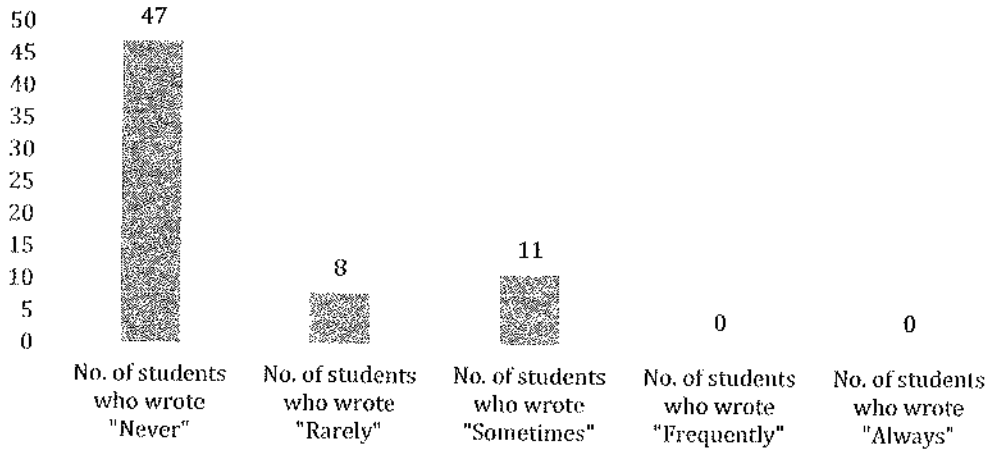 50
45
40
35
30
25
20
15
10
5
0
47
8
11
0
0
No. of students
who wrote
"Never"
No. of students
who wrote
"Rarely"
No. of students
who wrote
"Sometimes"
No. of students
who wrote
"Frequently"
No. of students
who wrote
"Always"